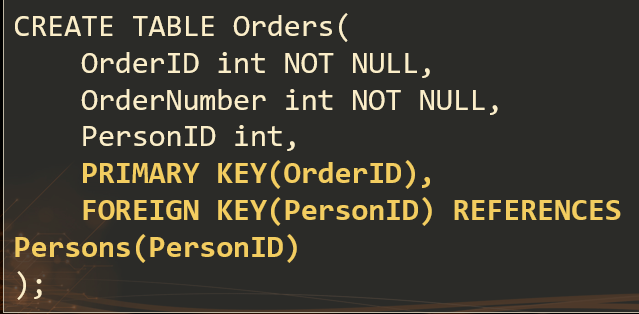 CREATE TABLE Orders(
    OrderID int NOT NULL,
    OrderNumber int NOT NULL,
    PersonID int,
    PRIMARY KEY(OrderID),
    FOREIGN KEY(PersonID) REFERENCES
Persons(PersonID)
);